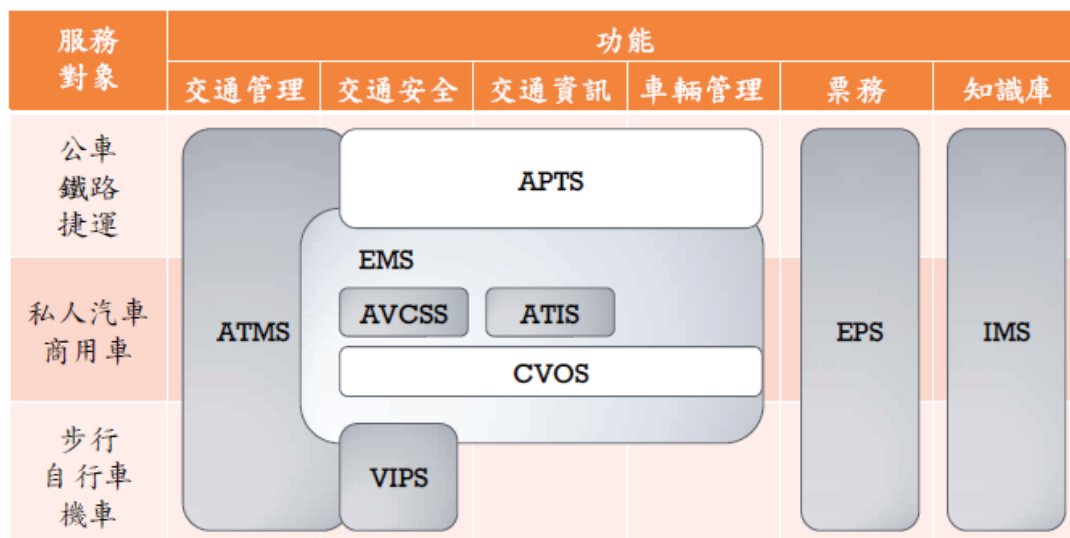 服務
對象
功能
交通管理 交通安全 交通資訊 車輛管理 票務 知識庫
公車
鐵路
捷運
APTS
EMS
私人汽車
商用車
ATMS
AVCSS
ATIS
CVOS
EPS
IMS
步行
自行車
機車
VIPS